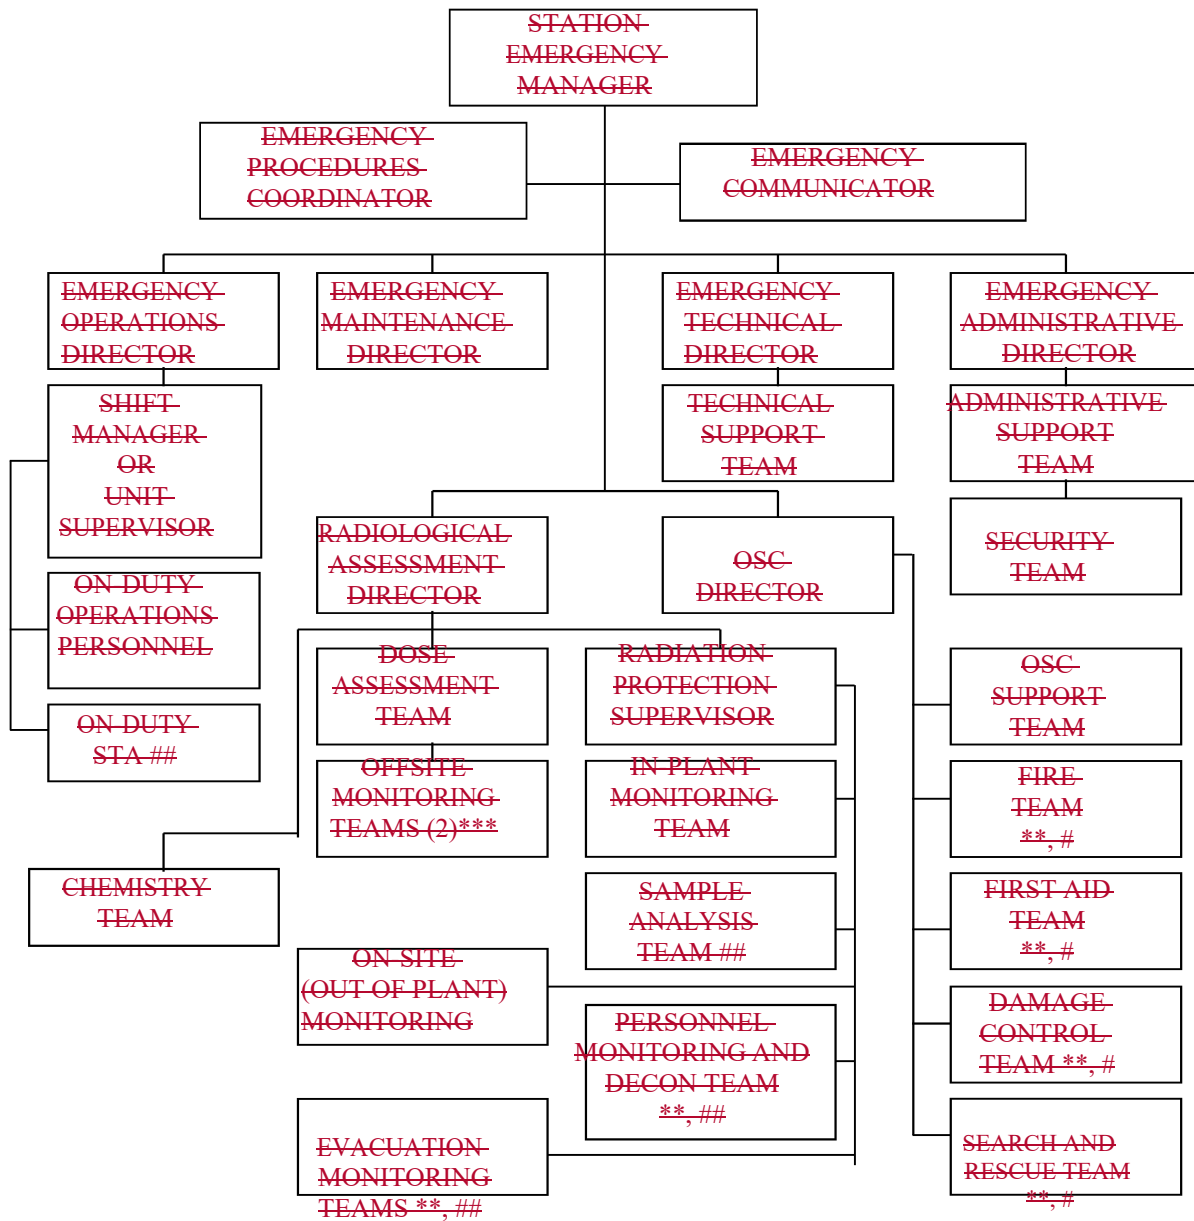 STATION
EMERGENCY
MANAGER
EMERGENCY
PROCEDURES
COORDINATOR
EMERGENCY
COMMUNICATOR
EMERGENCY
OPERATIONS
DIRECTOR
EMERGENCY
MAINTENANCE
DIRECTOR
EMERGENCY
TECHNICAL
DIRECTOR
EMERGENCY
ADMINISTRATIVE
DIRECTOR
SHIFT
MANAGER
OR
UNIT
SUPERVISOR
TECHNICAL
SUPPORT
TEAM
ADMINISTRATIVE
SUPPORT
TEAM
RADIOLOGICAL
ASSESSMENT
DIRECTOR
OSC
DIRECTOR
SECURITY
TEAM
ON-DUTY
OPERATIONS
PERSONNEL
DOSE
ASSESSMENT
TEAM
RADIATION
PROTECTION
SUPERVISOR
OSC
SUPPORT
TEAM
ON-DUTY
STA ##
OFFSITE
MONITORING
TEAMS (2)***
IN-PLANT
MONITORING
TEAM
FIRE
TEAM
**, #
CHEMISTRY
TEAM
SAMPLE
ANALYSIS
TEAM ##
FIRST AID
TEAM
**, #
ON-SITE
(OUT OF PLANT)
MONITORING
PERSONNEL
MONITORING AND
DECON TEAM
**, ##
DAMAGE
CONTROL
TEAM **, #
EVACUATION
MONITORING
TEAMS **, ##
SEARCH AND
RESCUE TEAM
**, #